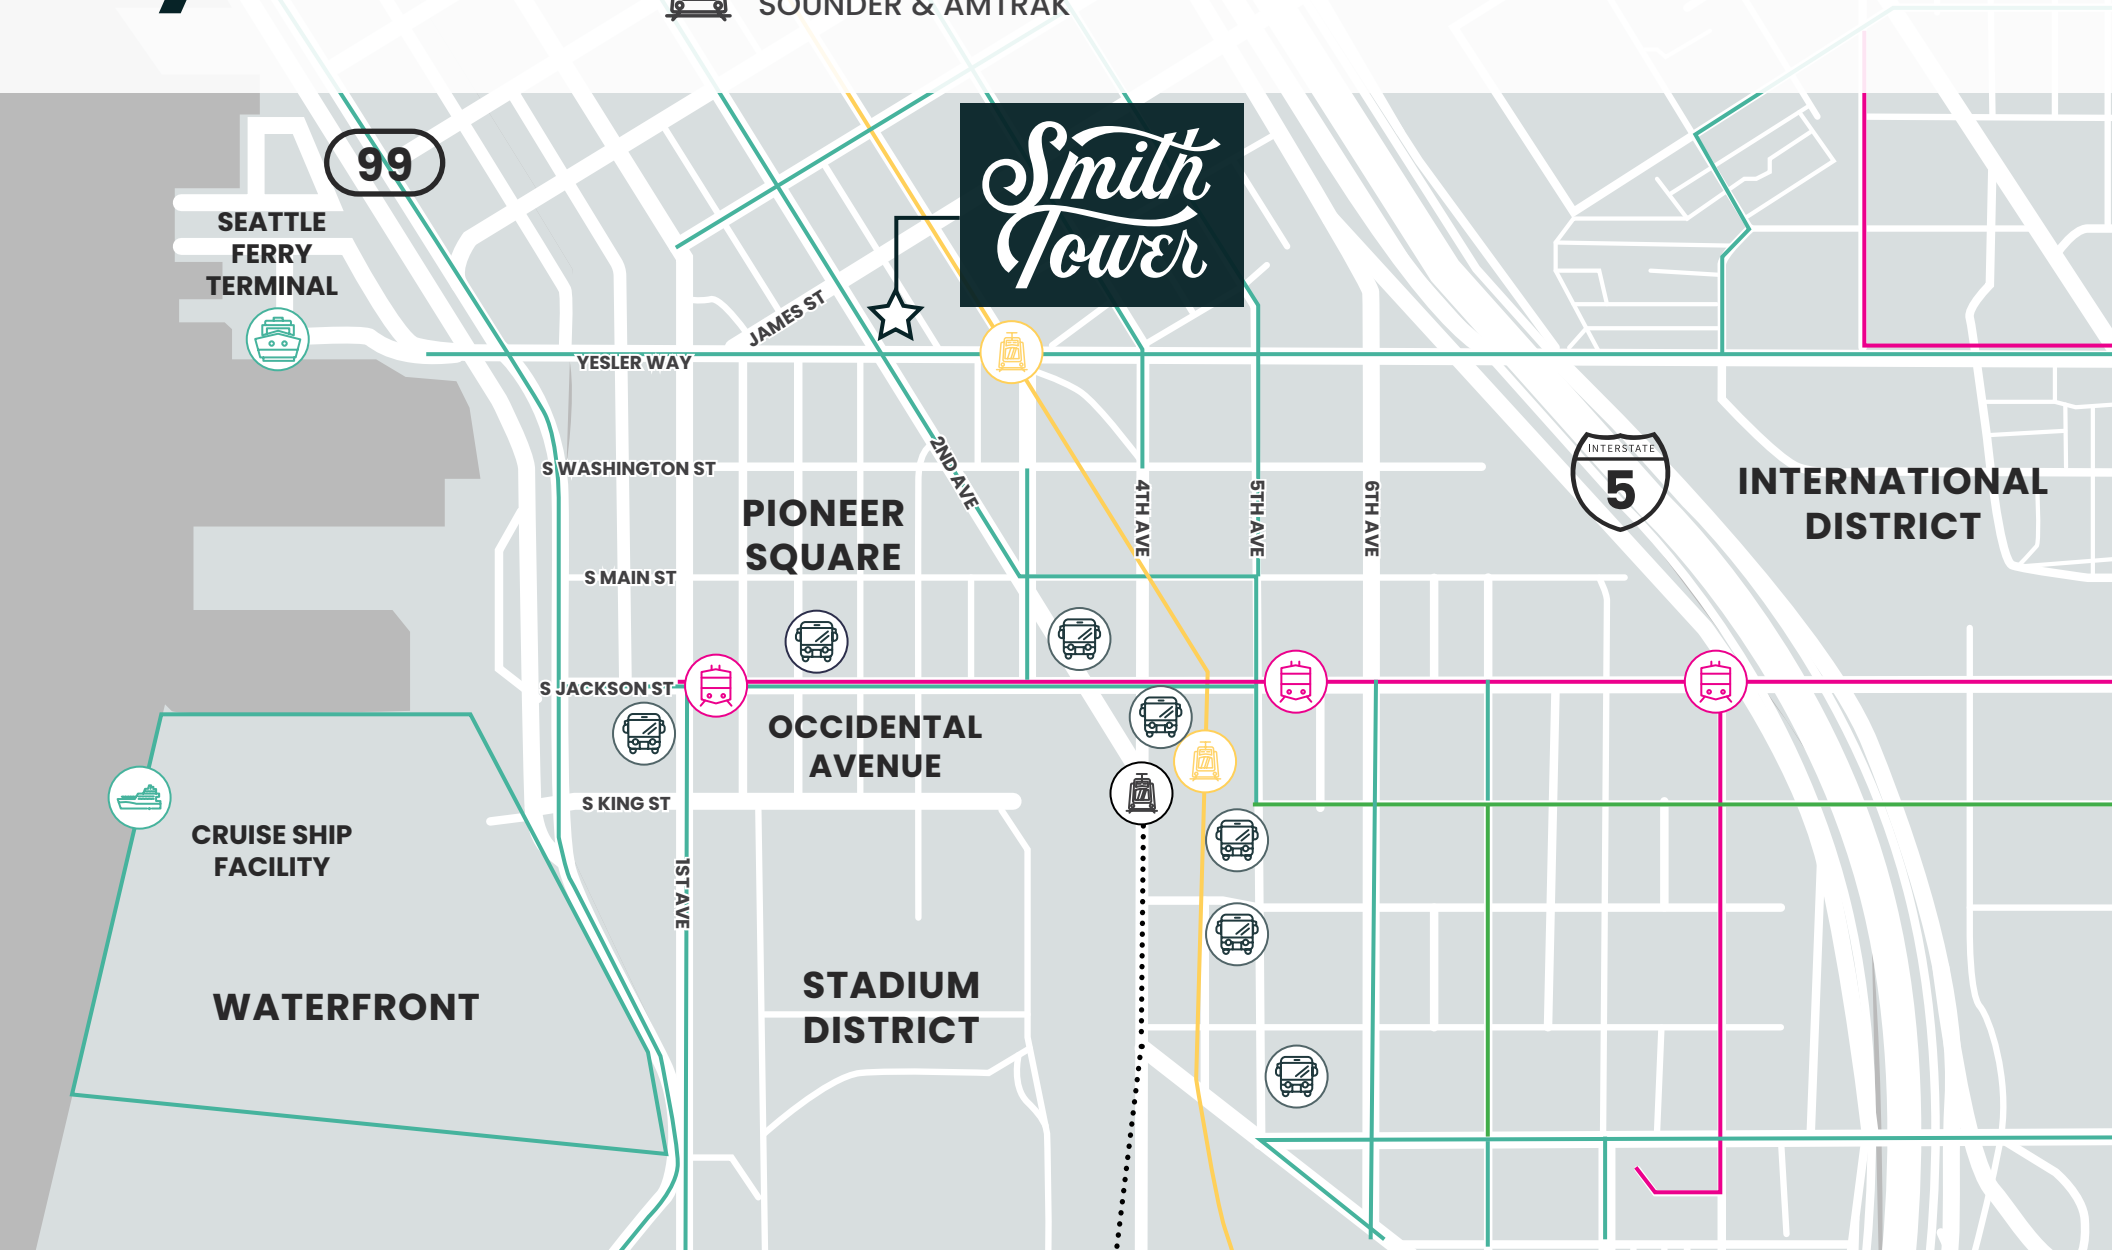 SOUNDER & AMTRAK
99
Smith
Tower
SEATTLE
FERRY
TERMINAL
JAMES ST
YESLER WAY
2ND AVE
S WASHINGTON ST
INTERSTATE
5
INTERNATIONAL
DISTRICT
PIONEER
SQUARE
4TH AVE
5TH AVE
6TH AVE
S MAIN ST
S JACKSON ST
OCCIDENTAL
AVENUE
S KING ST
CRUISE SHIP
FACILITY
1ST AVE
WATERFRONT
STADIUM
DISTRICT